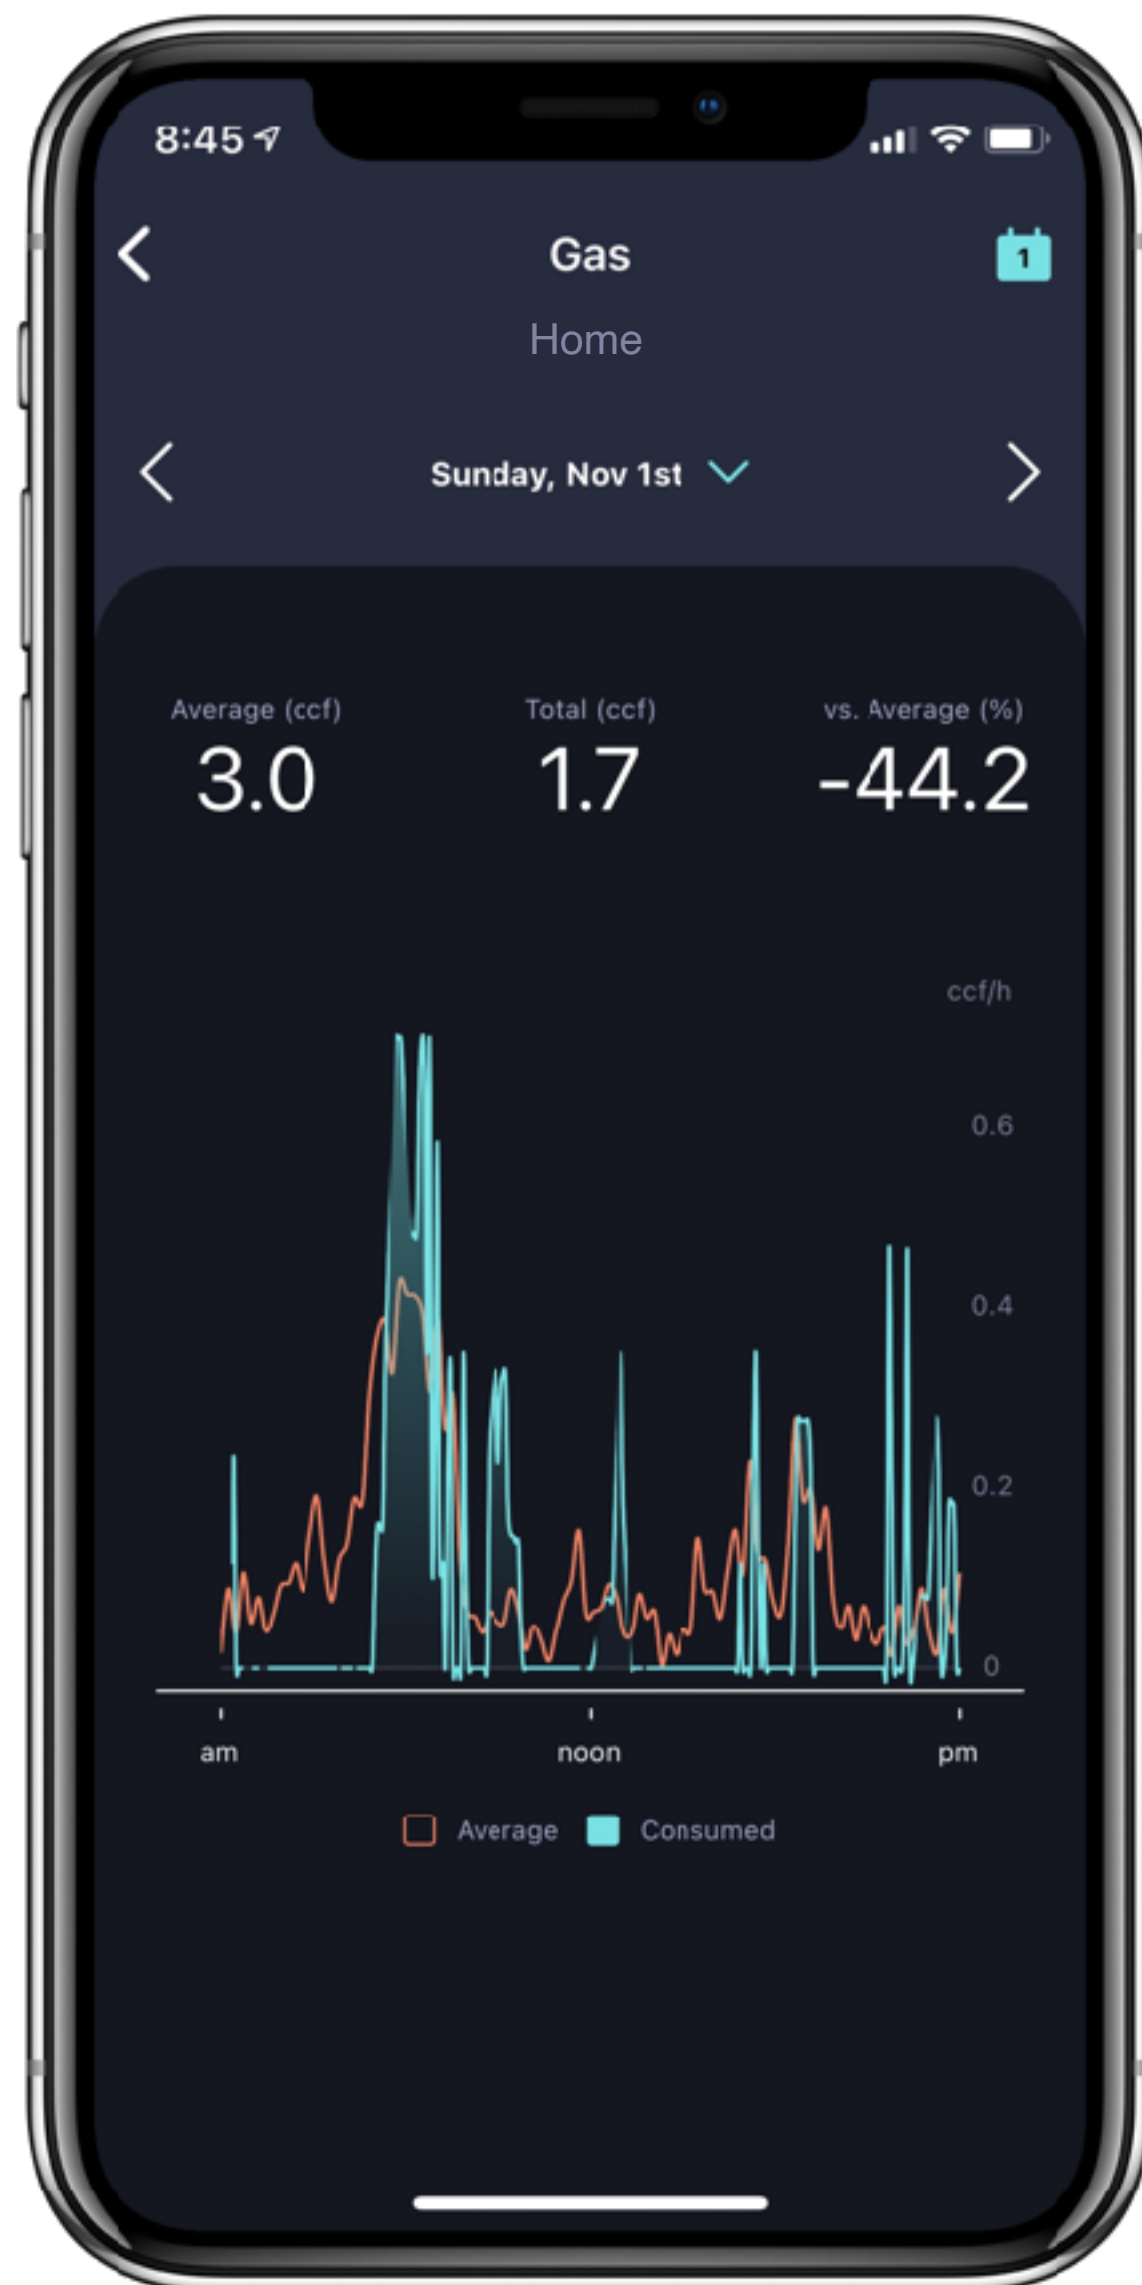 8:45
Gas
1
Home
Sunday, Nov 1st
Average (ccf) Total (ccf) vs. Average (%)
3.0 1.7 -44.2
ccf/h
0.6
0.4
0.2
0
am noon pm
Average Consumed